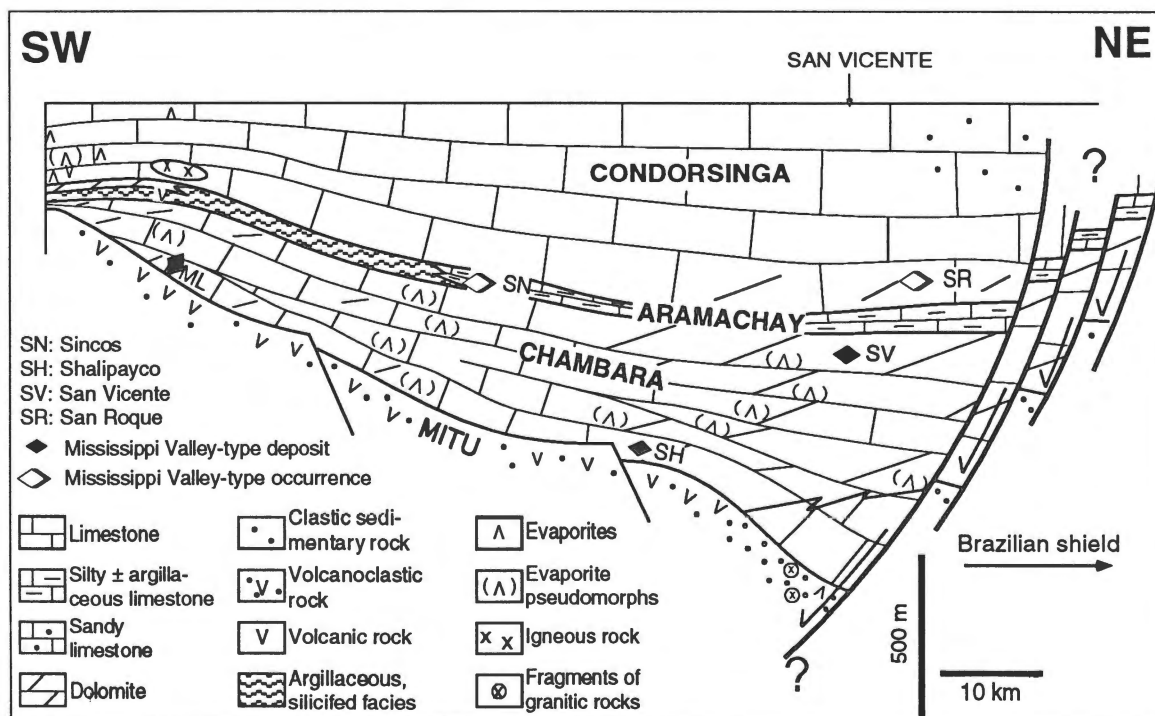 SW
NE
SAN VICENTE
CONDORSINGA
?
SN
SR
ML
ARAMACHAY
CHAMBARA
SV
MITU
SH
SN: Sincos
SH: Shalipayco
SV: San Vicente
SR: San Roque
Mississippi Valley-type deposit
Mississippi Valley-type occurrence
Limestone
Silty ± argilla-
ceous limestone
Sandy
limestone
Dolomite
Clastic sedi-
mentary rock
Volcanoclastic
rock
Volcanic rock
Argillaceous,
silicifed facies
Evaporites
Evaporite
pseudomorphs
Igneous rock
Fragments of
granitic rocks
?
Brazilian shield
500 m
10 km